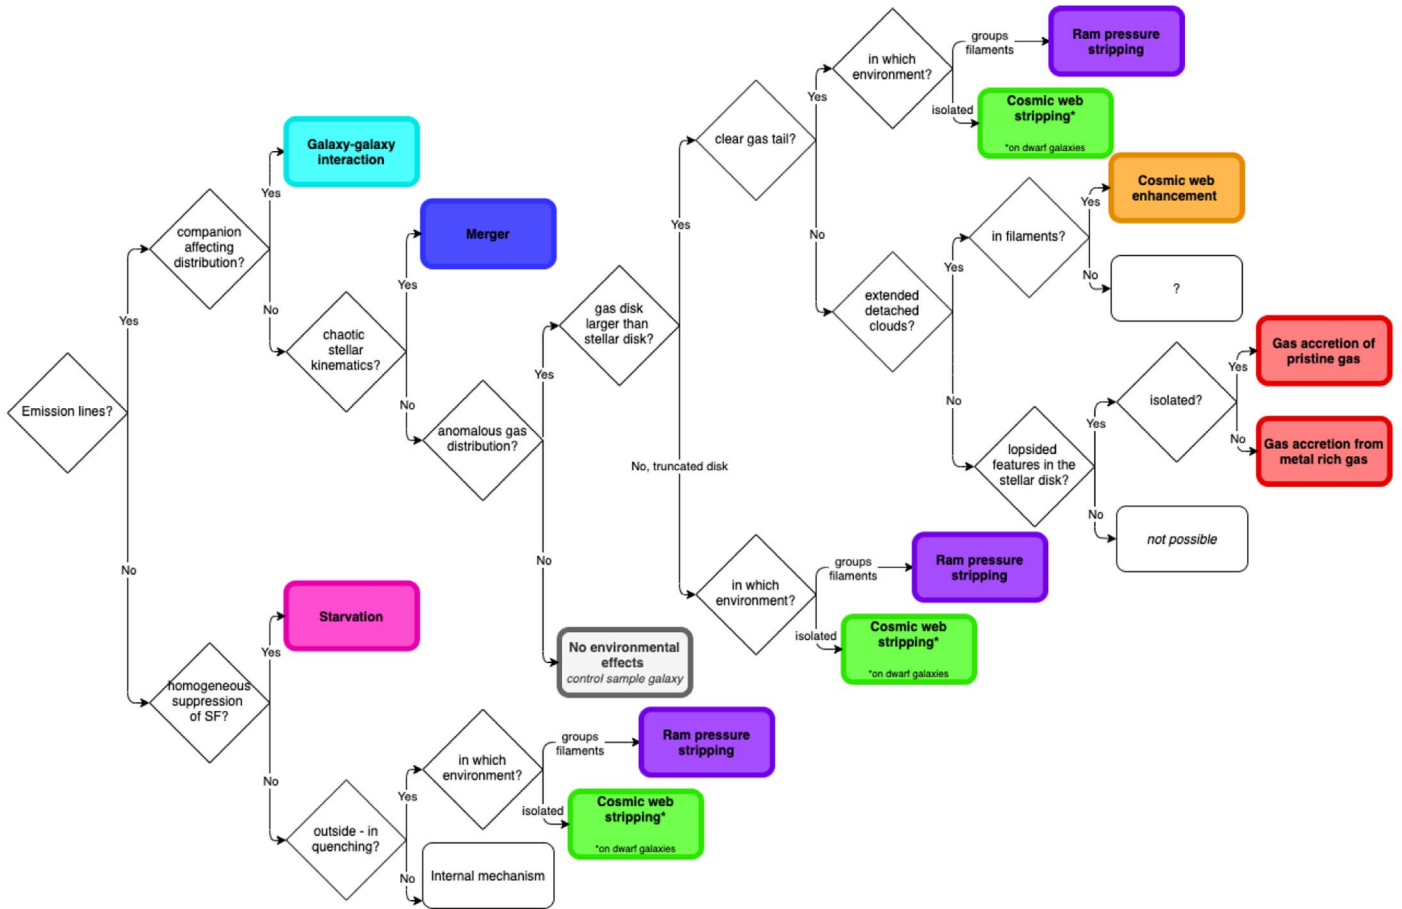 Emission lines?
Yes
No
companion
affecting
distribution?
Yes
No
Galaxy-galaxy
interaction
chaotic
stellar
kinematics?
Yes
No
Merger
anomalous gas
distribution?
Yes
No
gas disk
larger than
stellar disk?
Yes
No, truncated disk
No environmental
effects
control sample galaxy
clear gas tail?
Yes
No
in which
environment?
groups
filaments
isolated
Ram pressure
stripping
Cosmic web
stripping*
*on dwarf galaxies
extended
detached
clouds?
Yes
No
in filaments?
Yes
No
Cosmic web
enhancement
?
lopsided
features in the
stellar disk?
Yes
No
isolated?
Yes
No
Gas accretion of
pristine gas
Gas accretion from
metal rich gas
not possible
in which
environment?
groups
filaments
isolated
Ram pressure
stripping
Cosmic web
stripping*
*on dwarf galaxies
homogeneous
suppression
of SF?
Yes
No
Starvation
outside - in
quenching?
Yes
No
in which
environment?
groups
filaments
isolated
Ram pressure
stripping
Cosmic web
stripping*
*on dwarf galaxies
Internal mechanism